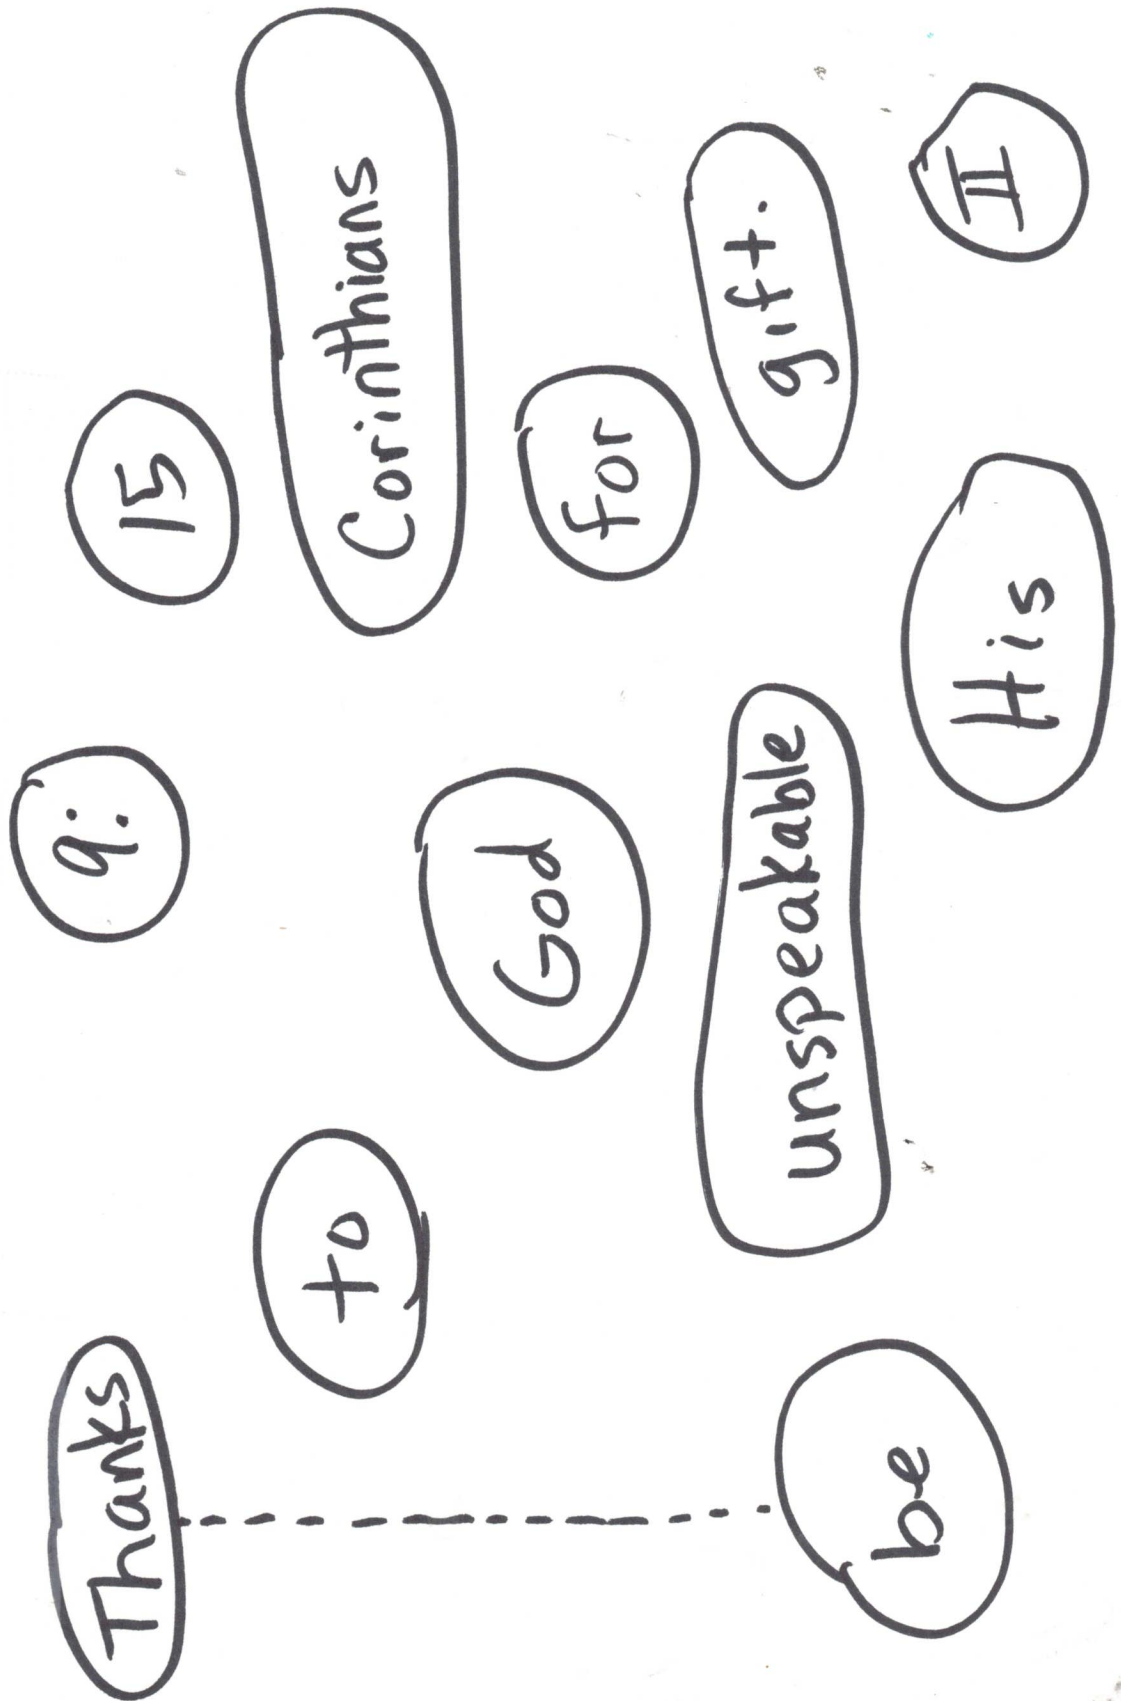 Thanks
be
to
God
for
His
unspeakable
gift.
II
Corinthians
9:
15